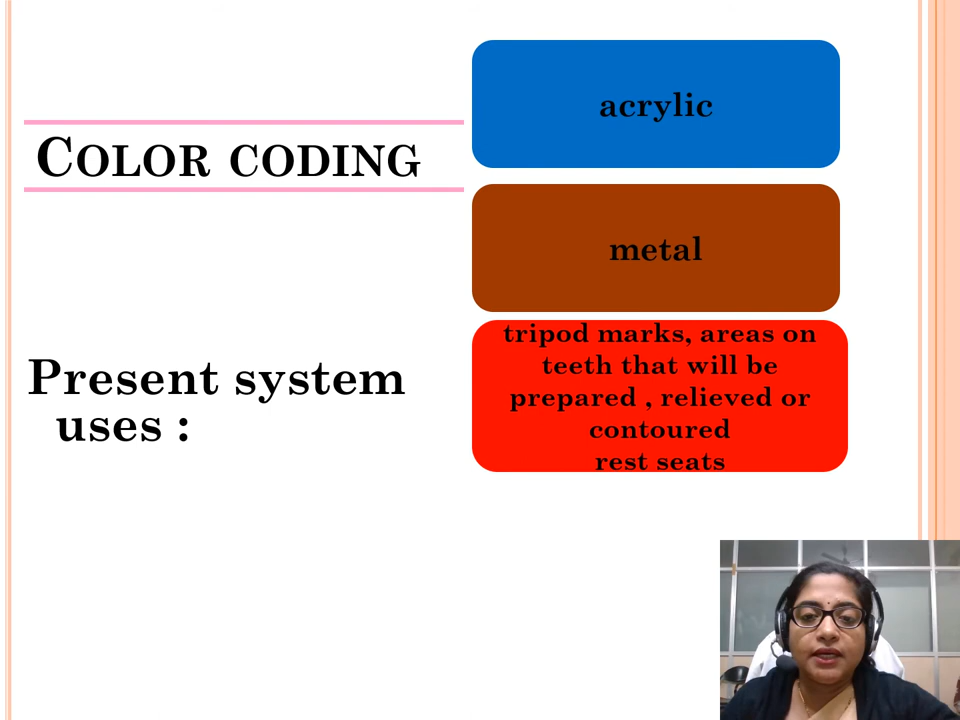 COLOR CODING
Present system
uses :
acrylic
metal
tripod marks, areas on
teeth that will be
prepared , relieved or
contoured
rest seats